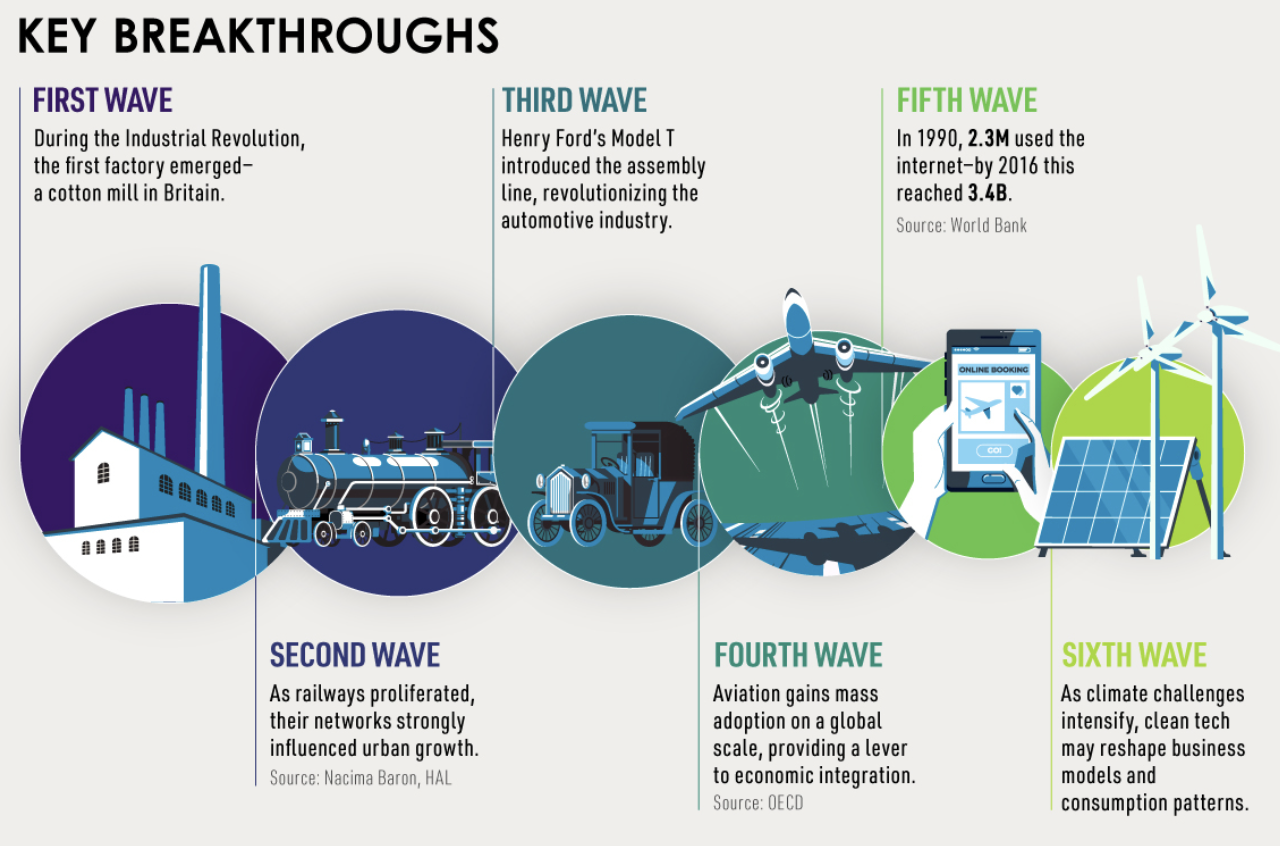 KEY BREAKTHROUGHS
FIRST WAVE
During the Industrial Revolution,
the first factory emerged–
a cotton mill in Britain.
SECOND WAVE
As railways proliferated,
their networks strongly
influenced urban growth.
Source: Nacima Baron, HAL
THIRD WAVE
Henry Ford's Model T
introduced the assembly
line, revolutionizing the
automotive industry.
FOURTH WAVE
Aviation gains mass
adoption on a global
scale, providing a lever
to economic integration.
Source: OECD
FIFTH WAVE
In 1990, 2.3M used the
internet–by 2016 this
reached 3.4B.
Source: World Bank
ONLINE BOOKING
GO!
SIXTH WAVE
As climate challenges
intensify, clean tech
may reshape business
models and
consumption patterns.